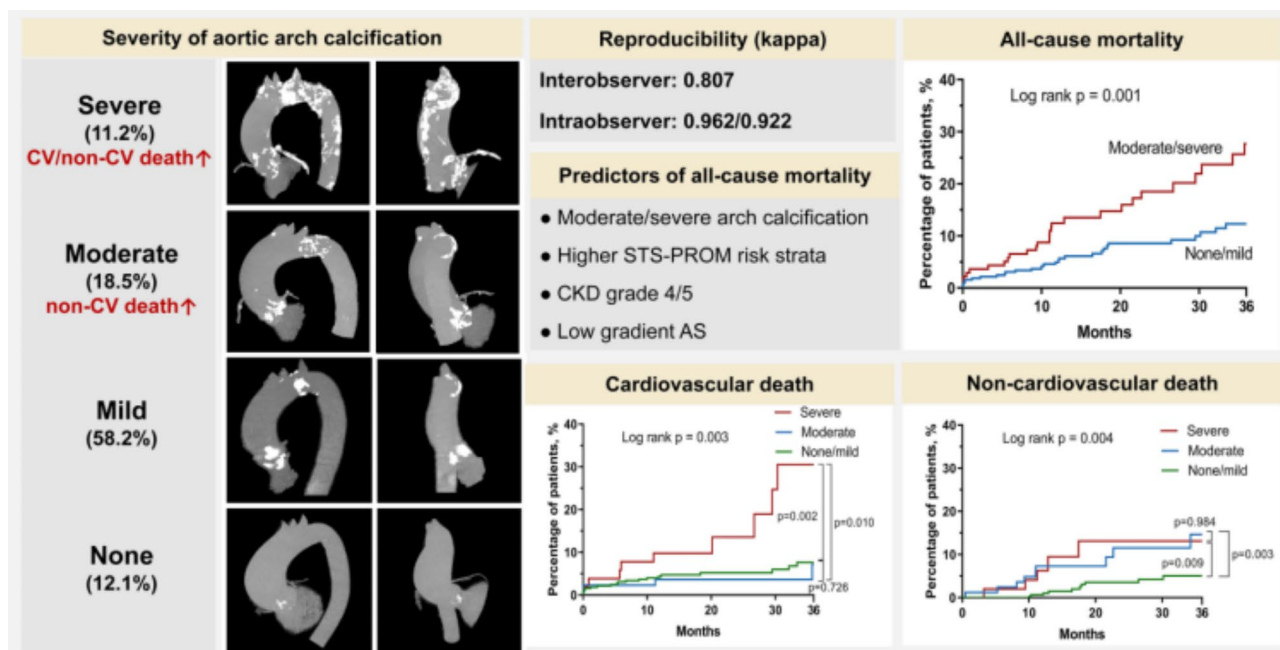 Severity of aortic arch calcification
Severe
(11.2%)
CV/non-CV death↑
Moderate
(18.5%)
non-CV death↑
Mild
(58.2%)
None
(12.1%)
Reproducibility (kappa)
Interobserver: 0.807
Intraobserver: 0.962/0.922
Predictors of all-cause mortality
● Moderate/severe arch calcification
● Higher STS-PROM risk strata
● CKD grade 4/5
● Low gradient AS
All-cause mortality
Percentage of patients, %
40
30
20
10
0
Log rank p = 0.001
Moderate/severe
None/mild
0 10 20 30 36
Months
Cardiovascular death
Percentage of patients, %
40
30
20
10
0
Log rank p = 0.003
Severe
Moderate
None/mild
p=0.002
p=0.010
p=0.726
0 10 20 30 36
Months
Non-cardiovascular death
Percentage of patients, %
40
30
20
10
0
Log rank p = 0.004
Severe
Moderate
None/mild
p=0.984
p=0.009
p=0.003
0 10 20 30 36
Months